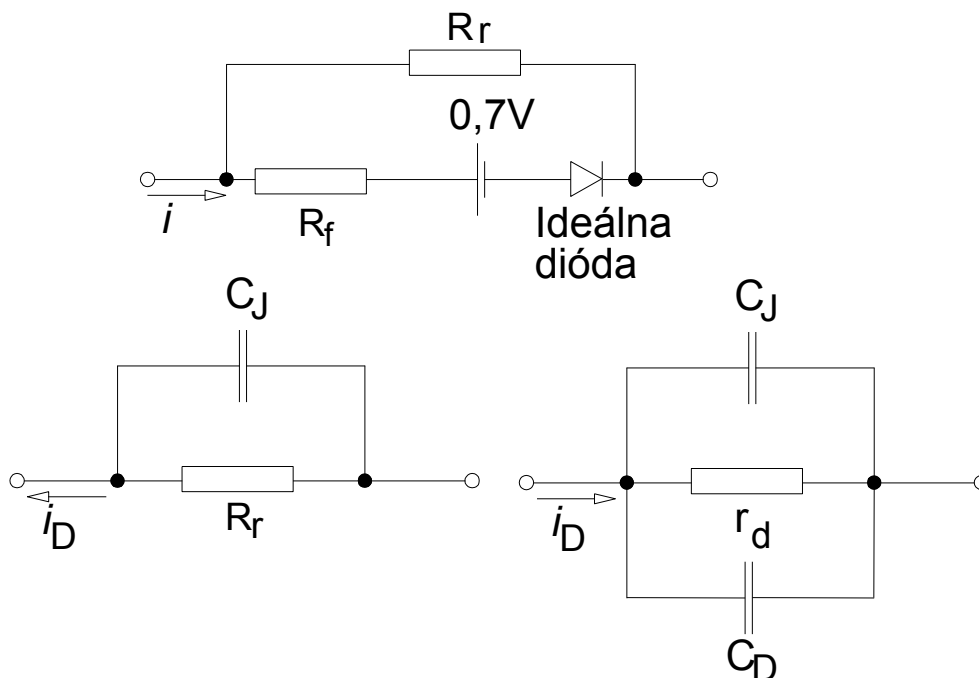 Rr
0,7V
i
Rf
Ideálna
dióda
CJ
iD
Rr
CJ
iD
rd
CD